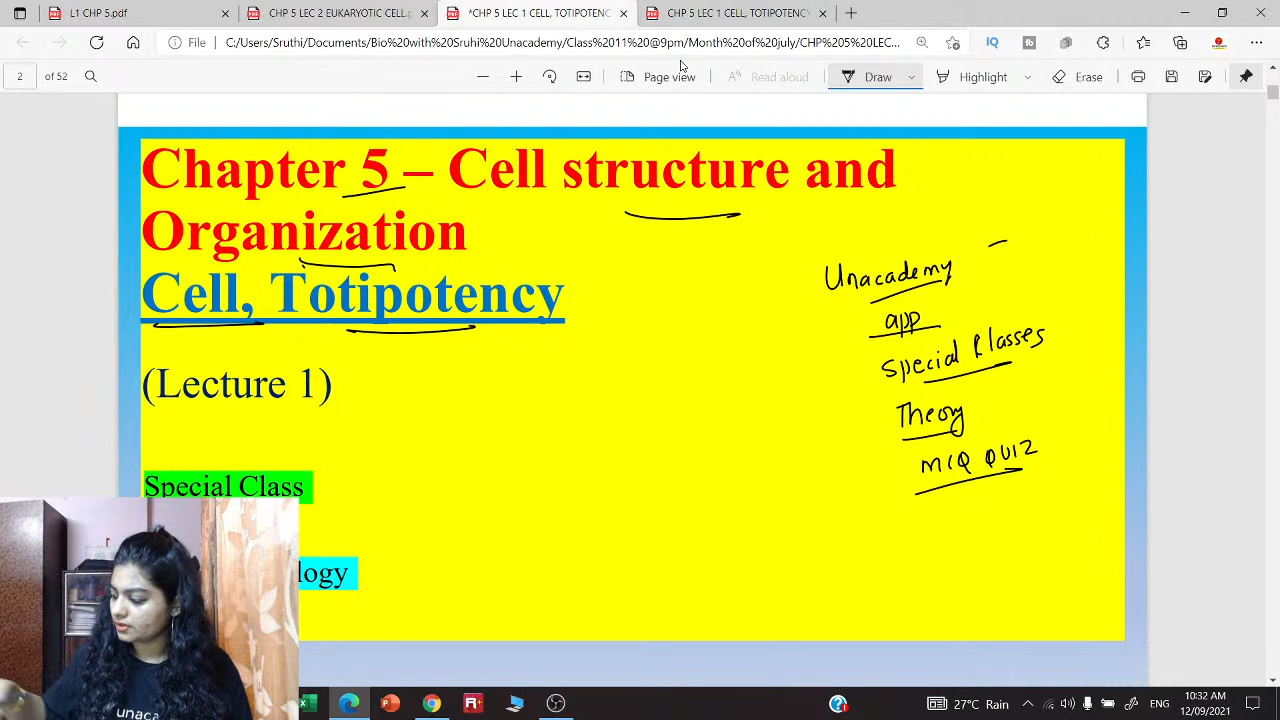 L1 CHP 5.pdf
CHP 5 LEC 2 EUKARYOTIC CELL.p
*CHP 5 LEC 1 CELL, TOTIPOTENC
CHP 5 LEC 1 CELL, TOTIPOTENCY
File
C:/Users/Sruthi/Documents/Bio%20with%20Sruhi%20Unacademy/Class%2011%20@9pm/Month%20of%20july/CHP%205%20LEC...
2 of 52
Page view
Read aloud
Draw
Highlight
Erase
Chapter 5 – Cell structure and
Organization
Cell, Totipotency
(Lecture 1)
Unacademy
app
Special Classes
Theory
MCQ QUIZ
Special Class
logy
unaca
27°C Rain
ENG
10:32 AM
12/09/2021